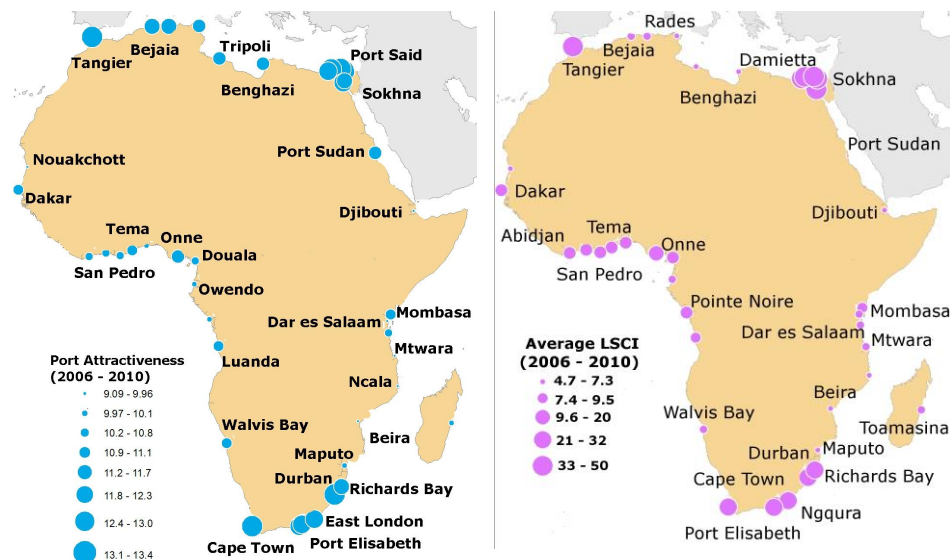 Tangier
Bejaia
Tripoli
Port Said
Benghazi
Sokhna
Port Sudan
Nouakchott
Dakar
Djibouti
Tema
Onne
Douala
San Pedro
Owendo
Mombasa
Dar es Salaam
Mtwara
Luanda
Ncala
Port Attractiveness
(2006 - 2010)
9.09 - 9.96
9.97 - 10.1
10.2 - 10.8
10.9 - 11.1
11.2 - 11.7
11.8 - 12.3
12.4 - 13.0
13.1 - 13.4
Walvis Bay
Beira
Maputo
Durban
Richards Bay
East London
Cape Town
Port Elisabeth
Rades
Bejaia
Tangier
Damietta
Sokhna
Benghazi
Port Sudan
Dakar
Djibouti
Abidjan
Tema
Onne
San Pedro
Pointe Noire
Mombasa
Dar es Salaam
Mtwara
Average LSCI
(2006 - 2010)
4.7 - 7.3
7.4 - 9.5
9.6 - 20
21 - 32
33 - 50
Beira
Walvis Bay
Toamasina
Durban
Maputo
Cape Town
Richards Bay
Ngqura
Port Elisabeth